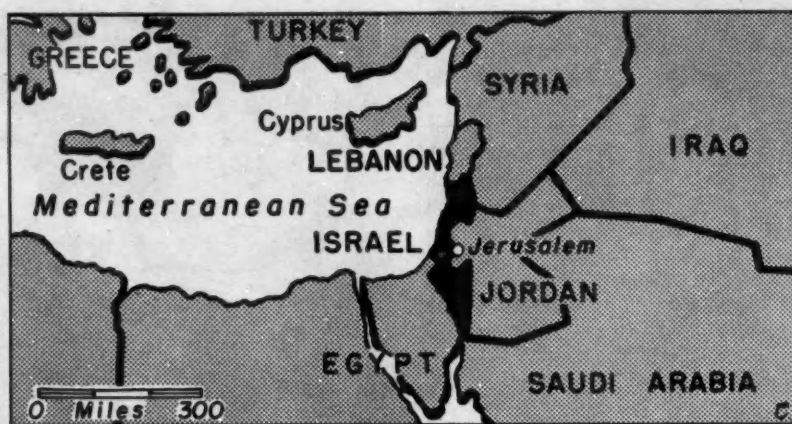 TURKEY
GREECE
SYRIA
Cyprus
IRAQ
LEBANON
Crete
Mediterranean Sea
ISRAEL
Jerusalem
JORDAN
EGYPT
SAUDI ARABIA
0 Miles 300